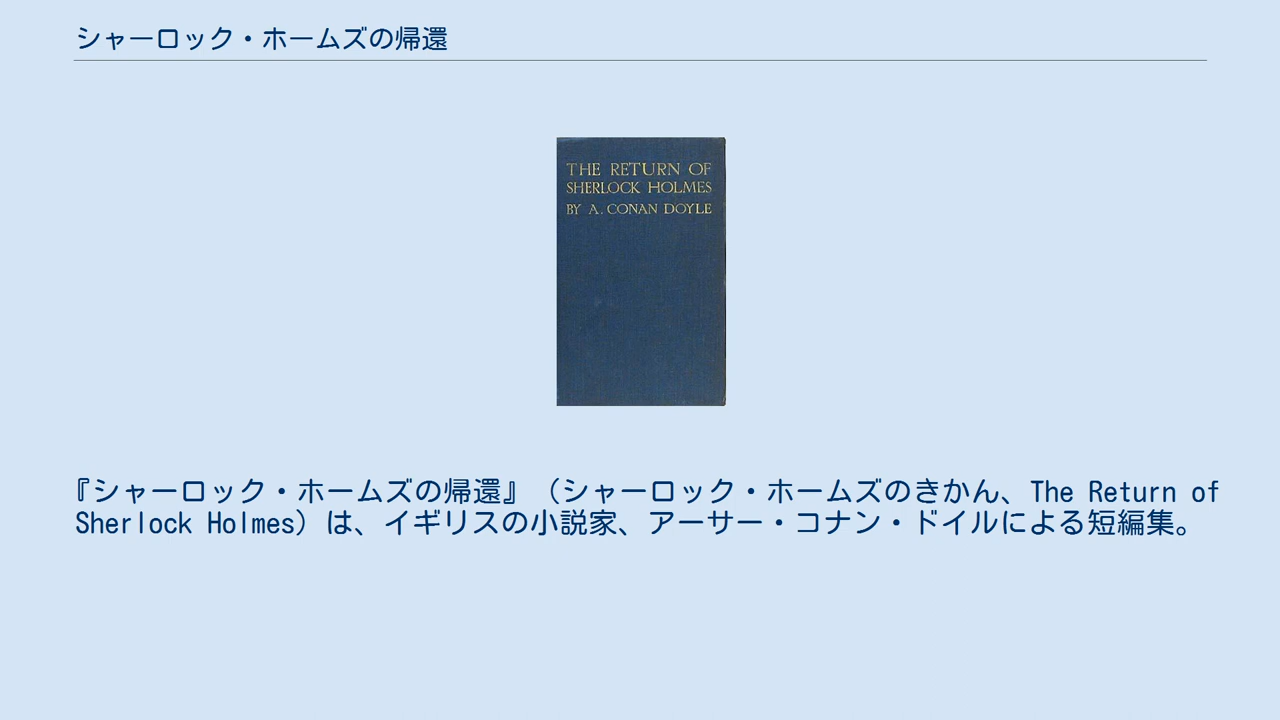 シャーロック・ホームズの帰還
THE RETURN OF
SHERLOCK HOLMES
BY A. CONAN DOYLE
『シャーロック・ホームズの帰還』（シャーロック・ホームズのきかん、The Return of
Sherlock Holmes）は、イギリスの小説家、アーサー・コナン・ドイルによる短編集。